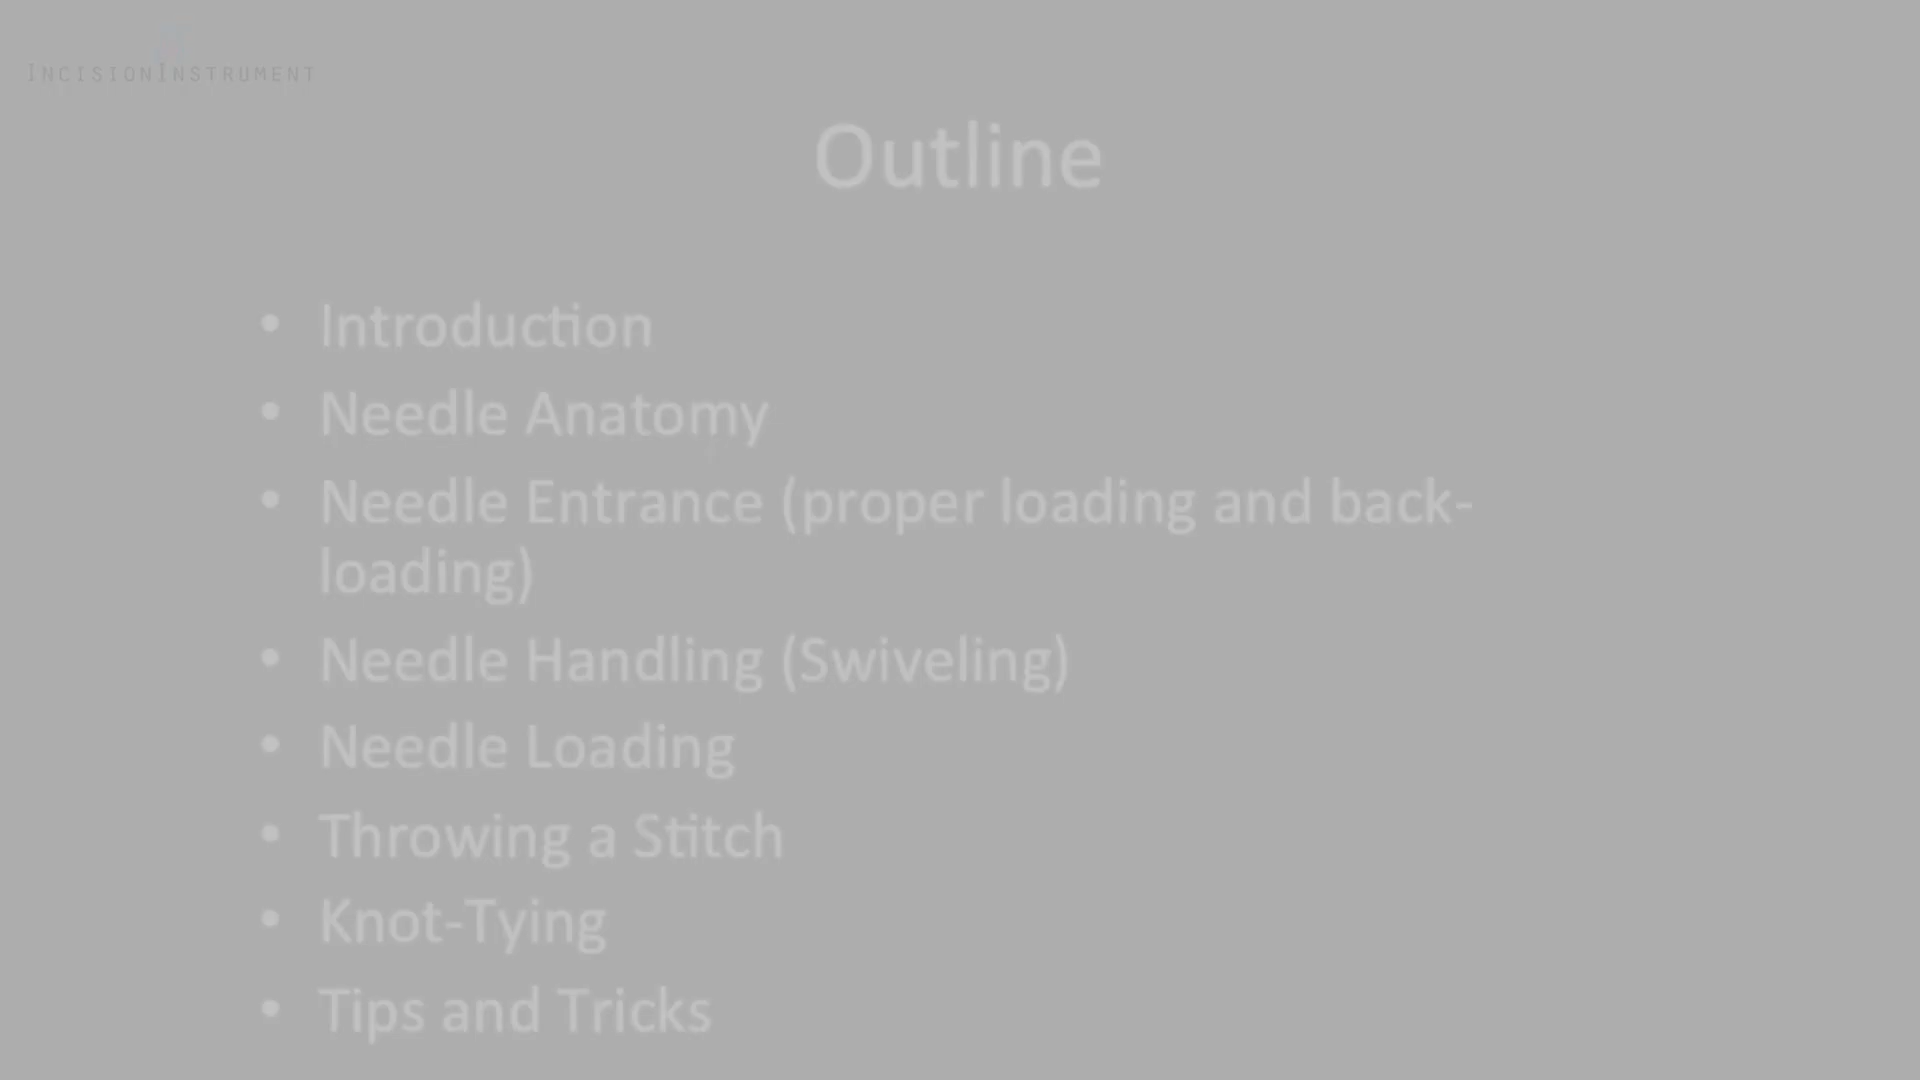 IncisionInstrument
Outline
• Introduction
• Needle Anatomy
• Needle Entrance (proper loading and back-
loading)
• Needle Handling (Swiveling)
• Needle Loading
• Throwing a Stitch
• Knot-Tying
• Tips and Tricks